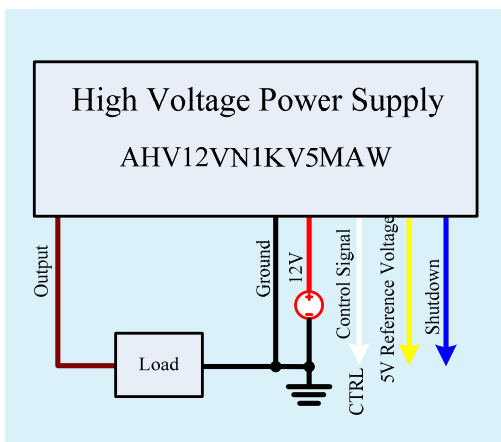 High Voltage Power Supply
AHV12VN1KV5MAW
Output
Ground
12V
Control Signal
CTRL
5V Reference Voltage
Shutdown
+
-
Load